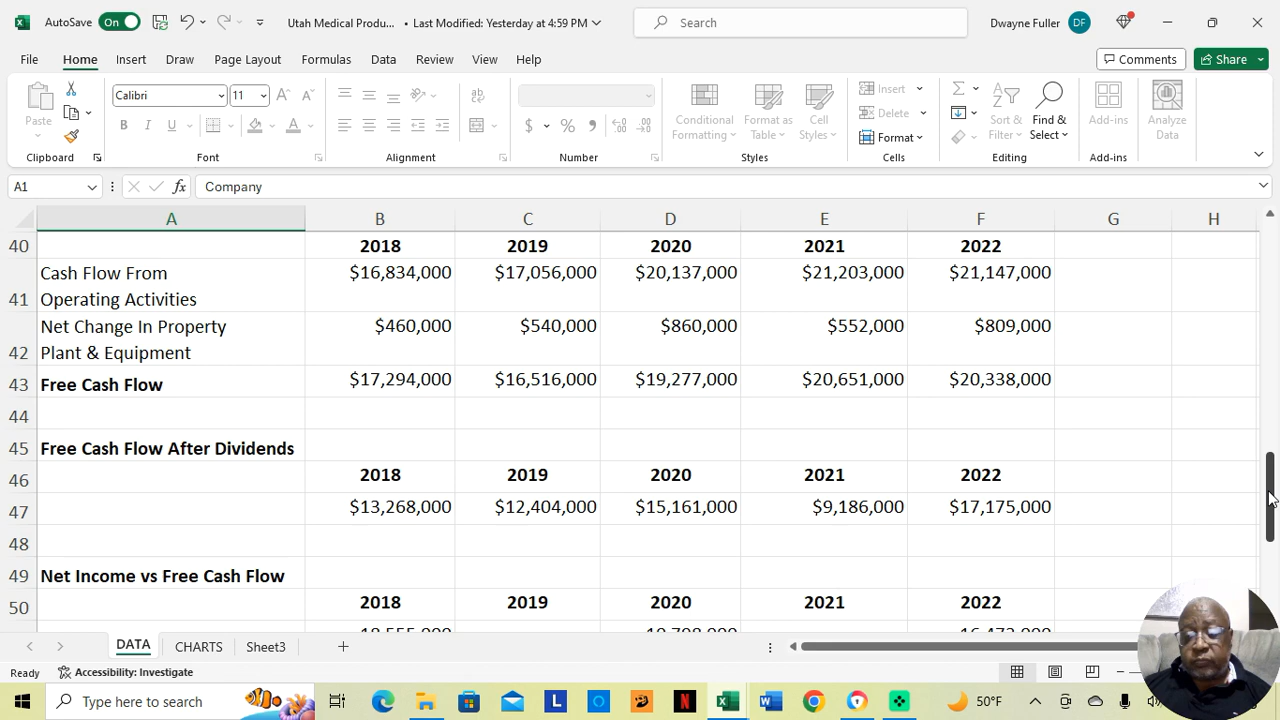 AutoSave On Utah Medical Produ... • Last Modified: Yesterday at 4:59 PM Search Dwayne Fuller DF
File Home Insert Draw Page Layout Formulas Data Review View Help Comments Share
Paste Calibri 11 Conditional Formatting Format as Table Cell Styles Insert Delete Format Sort & Filter Find & Select Add-ins Analyze Data
Clipboard Font Alignment Number Styles Cells Editing Add-ins
A1 fx Company
A B C D E F G H
40 2018 2019 2020 2021 2022
Cash Flow From $16,834,000 $17,056,000 $20,137,000 $21,203,000 $21,147,000
41 Operating Activities
Net Change In Property $460,000 $540,000 $860,000 $552,000 $809,000
42 Plant & Equipment
43 Free Cash Flow $17,294,000 $16,516,000 $19,277,000 $20,651,000 $20,338,000
44
45 Free Cash Flow After Dividends
46 2018 2019 2020 2021 2022
47 $13,268,000 $12,404,000 $15,161,000 $9,186,000 $17,175,000
48
49 Net Income vs Free Cash Flow
50 2018 2019 2020 2021 2022
DATA CHARTS Sheet3
Ready Accessibility: Investigate
Type here to search 50°F